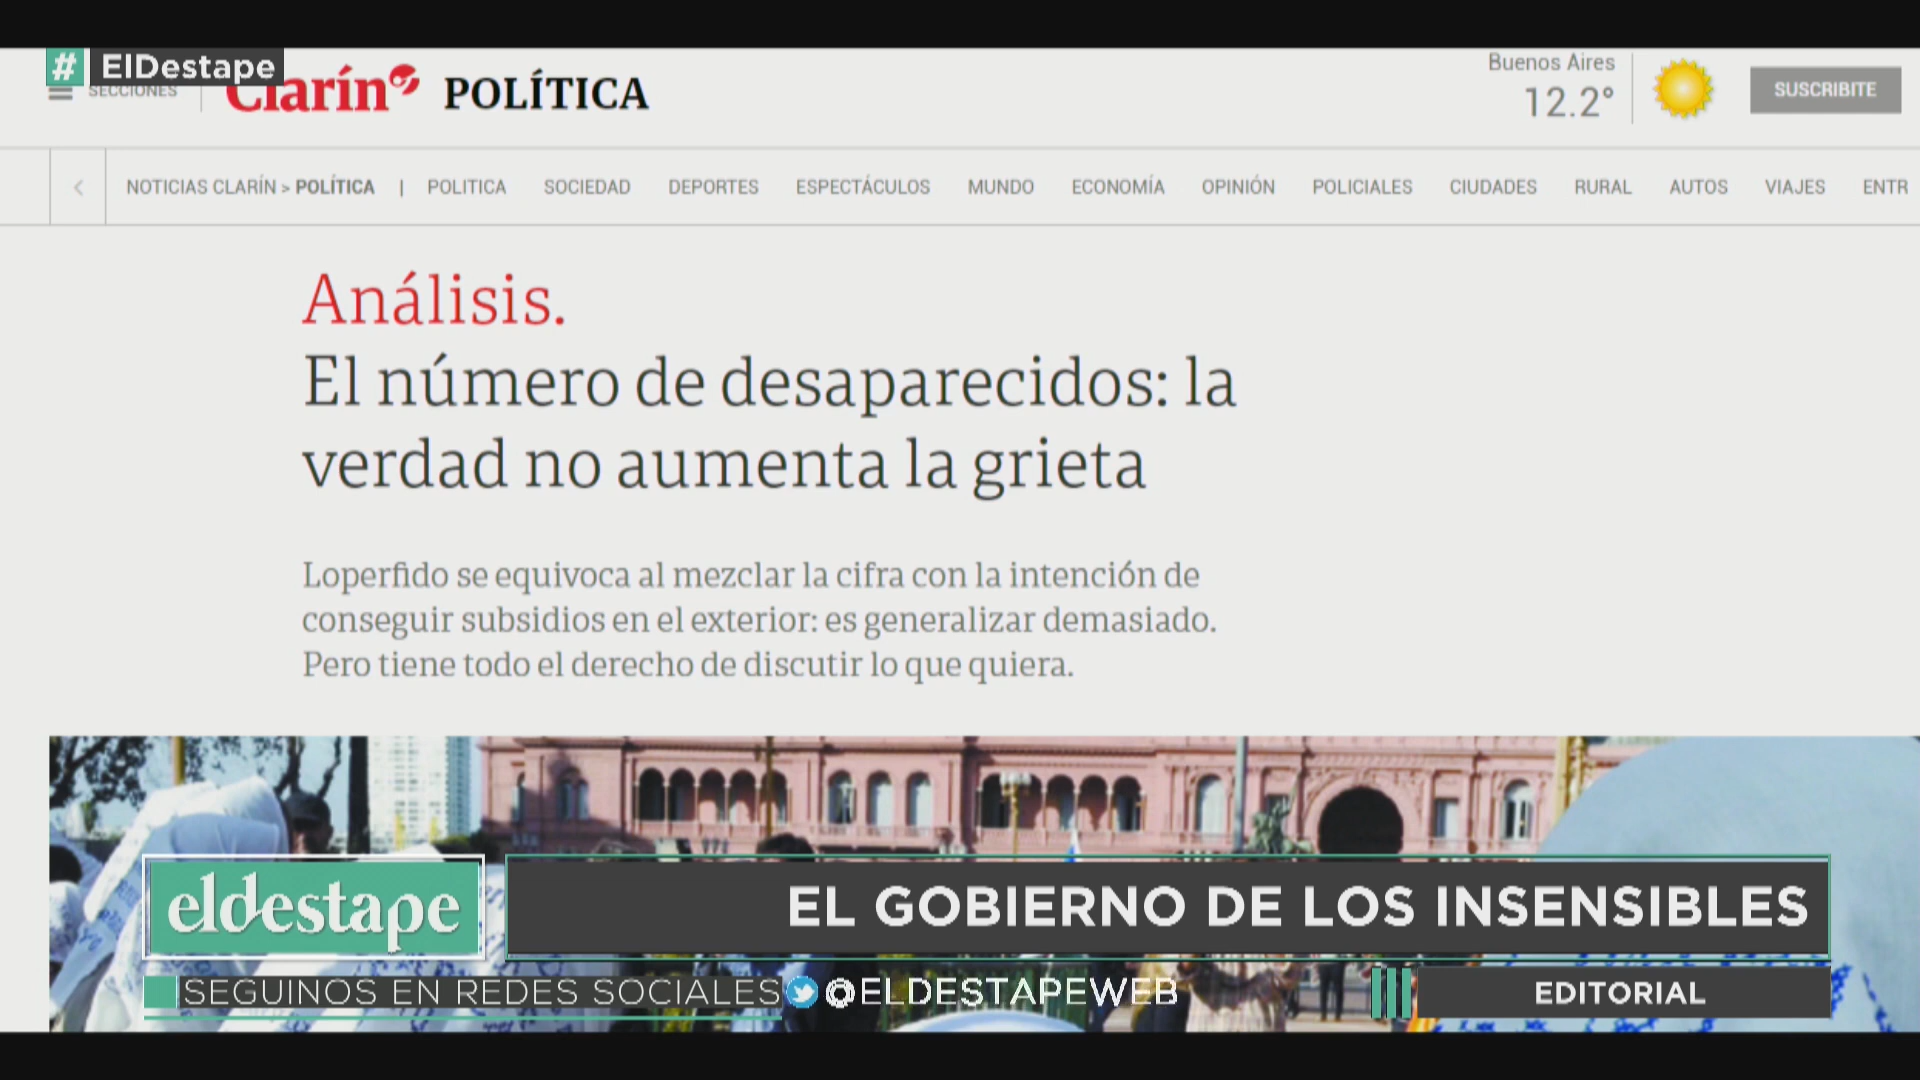 # ElDestape
SECCIONES
Clarín POLÍTICA
Buenos Aires
12.2°
SUSCRIBITE
NOTICIAS CLARÍN > POLÍTICA | POLITICA SOCIEDAD DEPORTES ESPECTÁCULOS MUNDO ECONOMÍA OPINIÓN POLICIALES CIUDADES RURAL AUTOS VIAJES ENTR
Análisis.
El número de desaparecidos: la
verdad no aumenta la grieta
Loperfido se equivoca al mezclar la cifra con la intención de
conseguir subsidios en el exterior: es generalizar demasiado.
Pero tiene todo el derecho de discutir lo que quiera.
eldestape
EL GOBIERNO DE LOS INSENSIBLES
SEGUINOS EN REDES SOCIALES @ELDESTAPEWEB
EDITORIAL